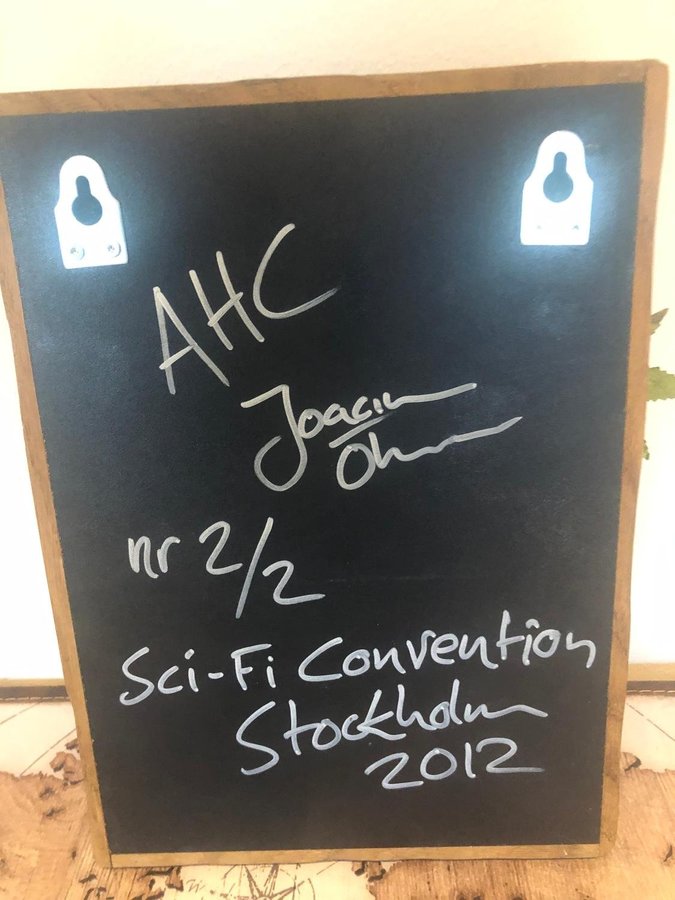 AHC
Joacim
nr 2/2
Sci-Fi Convention
Stockholm
2012